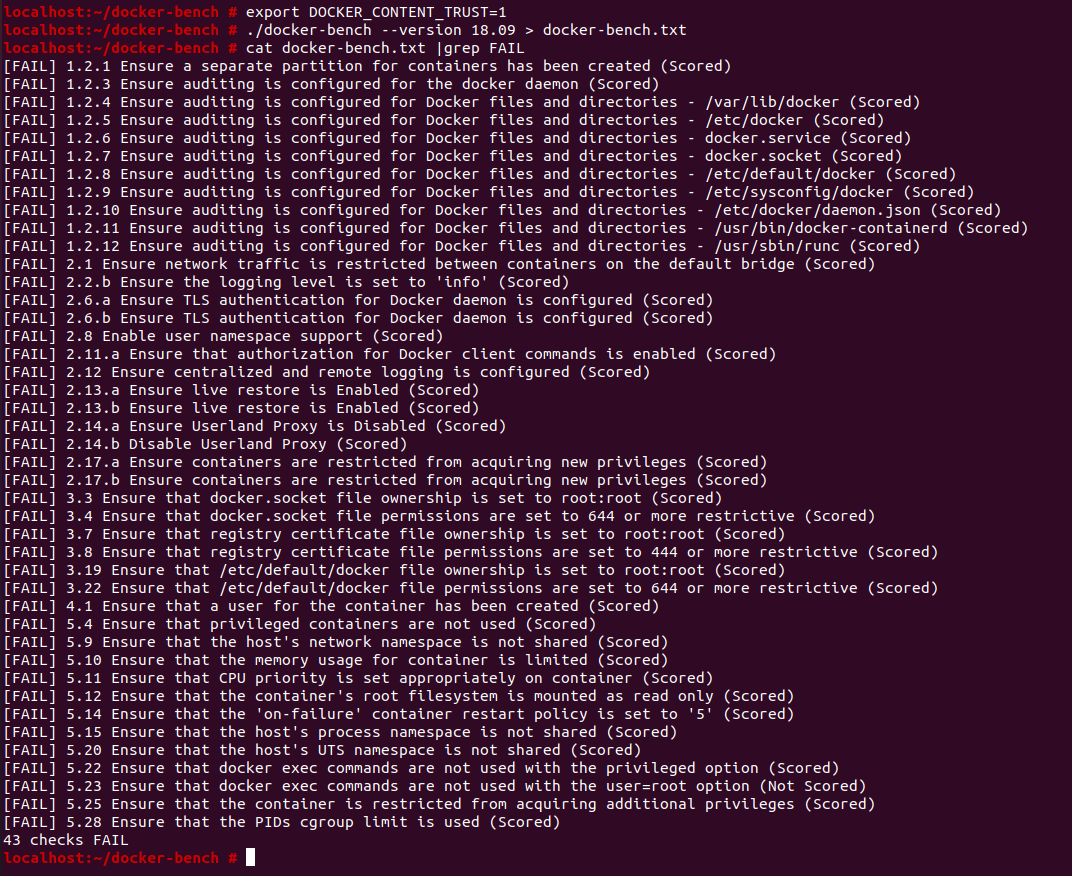 localhost:~/docker-bench # export DOCKER_CONTENT_TRUST=1
localhost:~/docker-bench # ./docker-bench --version 18.09 > docker-bench.txt
localhost:~/docker-bench # cat docker-bench.txt |grep FAIL
[FAIL] 1.2.1 Ensure a separate partition for containers has been created (Scored)
[FAIL] 1.2.3 Ensure auditing is configured for the docker daemon (Scored)
[FAIL] 1.2.4 Ensure auditing is configured for Docker files and directories - /var/lib/docker (Scored)
[FAIL] 1.2.5 Ensure auditing is configured for Docker files and directories - /etc/docker (Scored)
[FAIL] 1.2.6 Ensure auditing is configured for Docker files and directories - docker.service (Scored)
[FAIL] 1.2.7 Ensure auditing is configured for Docker files and directories - docker.socket (Scored)
[FAIL] 1.2.8 Ensure auditing is configured for Docker files and directories - /etc/default/docker (Scored)
[FAIL] 1.2.9 Ensure auditing is configured for Docker files and directories - /etc/sysconfig/docker (Scored)
[FAIL] 1.2.10 Ensure auditing is configured for Docker files and directories - /etc/docker/daemon.json (Scored)
[FAIL] 1.2.11 Ensure auditing is configured for Docker files and directories - /usr/bin/docker-containerd (Scored)
[FAIL] 1.2.12 Ensure auditing is configured for Docker files and directories - /usr/sbin/runc (Scored)
[FAIL] 2.1 Ensure network traffic is restricted between containers on the default bridge (Scored)
[FAIL] 2.2.b Ensure the logging level is set to 'info' (Scored)
[FAIL] 2.6.a Ensure TLS authentication for Docker daemon is configured (Scored)
[FAIL] 2.6.b Ensure TLS authentication for Docker daemon is configured (Scored)
[FAIL] 2.8 Enable user namespace support (Scored)
[FAIL] 2.11.a Ensure that authorization for Docker client commands is enabled (Scored)
[FAIL] 2.12 Ensure centralized and remote logging is configured (Scored)
[FAIL] 2.13.a Ensure live restore is Enabled (Scored)
[FAIL] 2.13.b Ensure live restore is Enabled (Scored)
[FAIL] 2.14.a Ensure Userland Proxy is Disabled (Scored)
[FAIL] 2.14.b Disable Userland Proxy (Scored)
[FAIL] 2.17.a Ensure containers are restricted from acquiring new privileges (Scored)
[FAIL] 2.17.b Ensure containers are restricted from acquiring new privileges (Scored)
[FAIL] 3.3 Ensure that docker.socket file ownership is set to root:root (Scored)
[FAIL] 3.4 Ensure that docker.socket file permissions are set to 644 or more restrictive (Scored)
[FAIL] 3.7 Ensure that registry certificate file ownership is set to root:root (Scored)
[FAIL] 3.8 Ensure that registry certificate file permissions are set to 444 or more restrictive (Scored)
[FAIL] 3.19 Ensure that /etc/default/docker file ownership is set to root:root (Scored)
[FAIL] 3.22 Ensure that /etc/default/docker file permissions are set to 644 or more restrictive (Scored)
[FAIL] 4.1 Ensure that a user for the container has been created (Scored)
[FAIL] 5.4 Ensure that privileged containers are not used (Scored)
[FAIL] 5.9 Ensure that the host's network namespace is not shared (Scored)
[FAIL] 5.10 Ensure that the memory usage for container is limited (Scored)
[FAIL] 5.11 Ensure that CPU priority is set appropriately on container (Scored)
[FAIL] 5.12 Ensure that the container's root filesystem is mounted as read only (Scored)
[FAIL] 5.14 Ensure that the 'on-failure' container restart policy is set to '5' (Scored)
[FAIL] 5.15 Ensure that the host's process namespace is not shared (Scored)
[FAIL] 5.20 Ensure that the host's UTS namespace is not shared (Scored)
[FAIL] 5.22 Ensure that docker exec commands are not used with the privileged option (Scored)
[FAIL] 5.23 Ensure that docker exec commands are not used with the user=root option (Not Scored)
[FAIL] 5.25 Ensure that the container is restricted from acquiring additional privileges (Scored)
[FAIL] 5.28 Ensure that the PIDs cgroup limit is used (Scored)
43 checks FAIL
localhost:~/docker-bench #